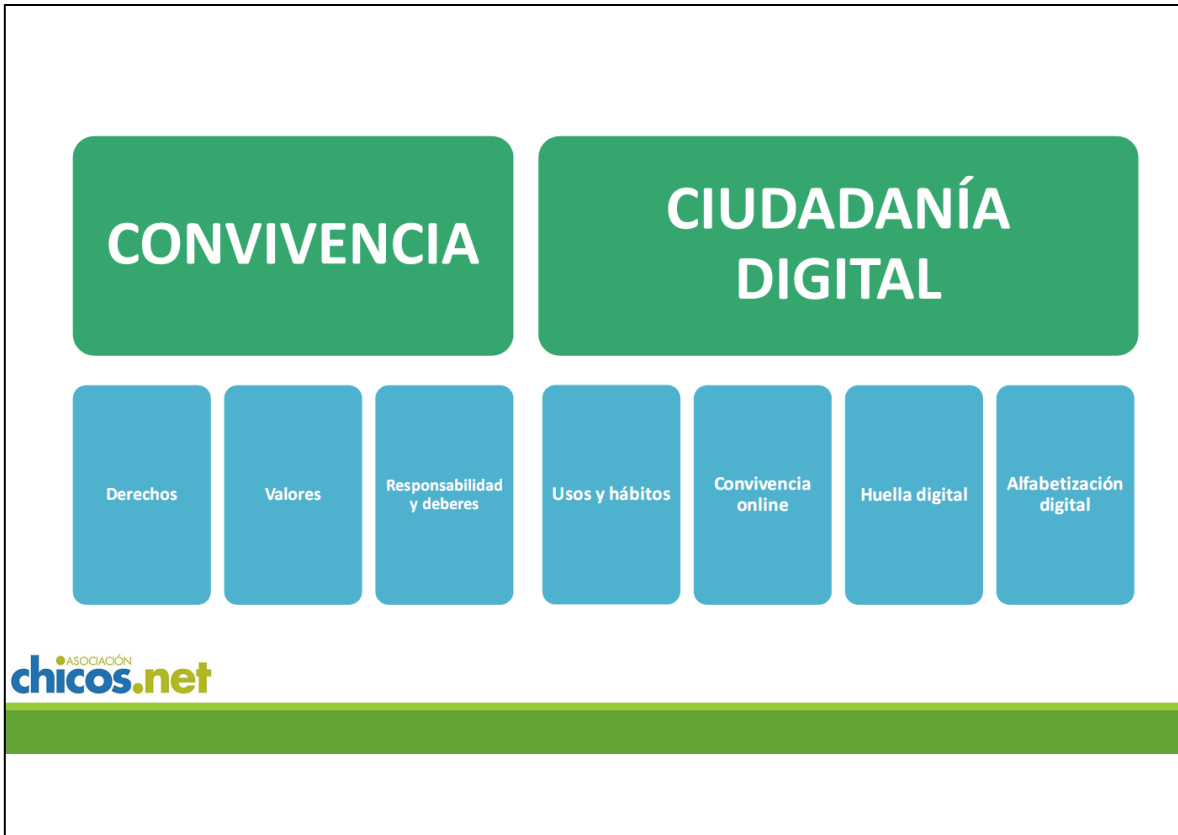 CONVIVENCIA
CIUDADANÍA
DIGITAL
Derechos
Valores
Responsabilidad
y deberes
Usos y hábitos
Convivencia
online
Huella digital
Alfabetización
digital
ASOCIACIÓN
chicos.net